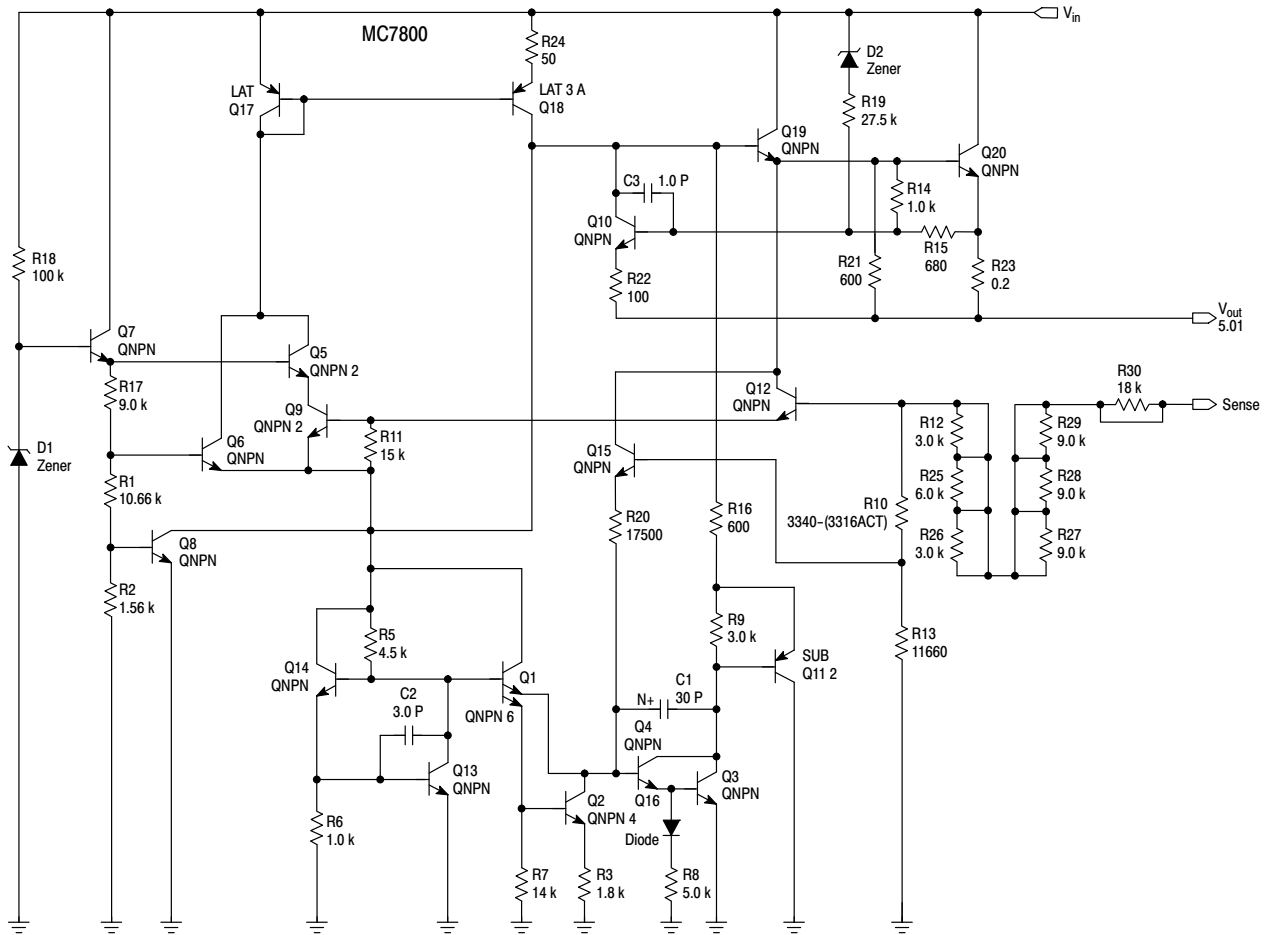 MC7800
Vin
R24
50
D2
Zener
LAT
Q17
LAT 3 A
Q18
R19
27.5 k
Q19
QNPN
Q20
QNPN
C3
1.0 P
R14
1.0 k
Q10
QNPN
R15
680
R18
100 k
R21
600
R23
0.2
R22
100
Vout
5.01
Q7
QNPN
Q5
QNPN 2
R30
18 k
R17
9.0 k
Q12
QNPN
Sense
Q9
QNPN 2
R12
3.0 k
R29
9.0 k
Q6
QNPN
R11
15 k
D1
Zener
Q15
QNPN
R1
10.66 k
R25
6.0 k
R28
9.0 k
R10
3340-(3316ACT)
R16
600
R20
17500
Q8
QNPN
R26
3.0 k
R27
9.0 k
R2
1.56 k
R9
3.0 k
R5
4.5 k
R13
11660
SUB
Q11 2
Q14
QNPN
Q1
QNPN 6
C2
3.0 P
C1
30 P
N+
Q4
QNPN
Q13
QNPN
Q3
QNPN
Q16
Q2
QNPN 4
R6
1.0 k
Diode
R7
14 k
R3
1.8 k
R8
5.0 k